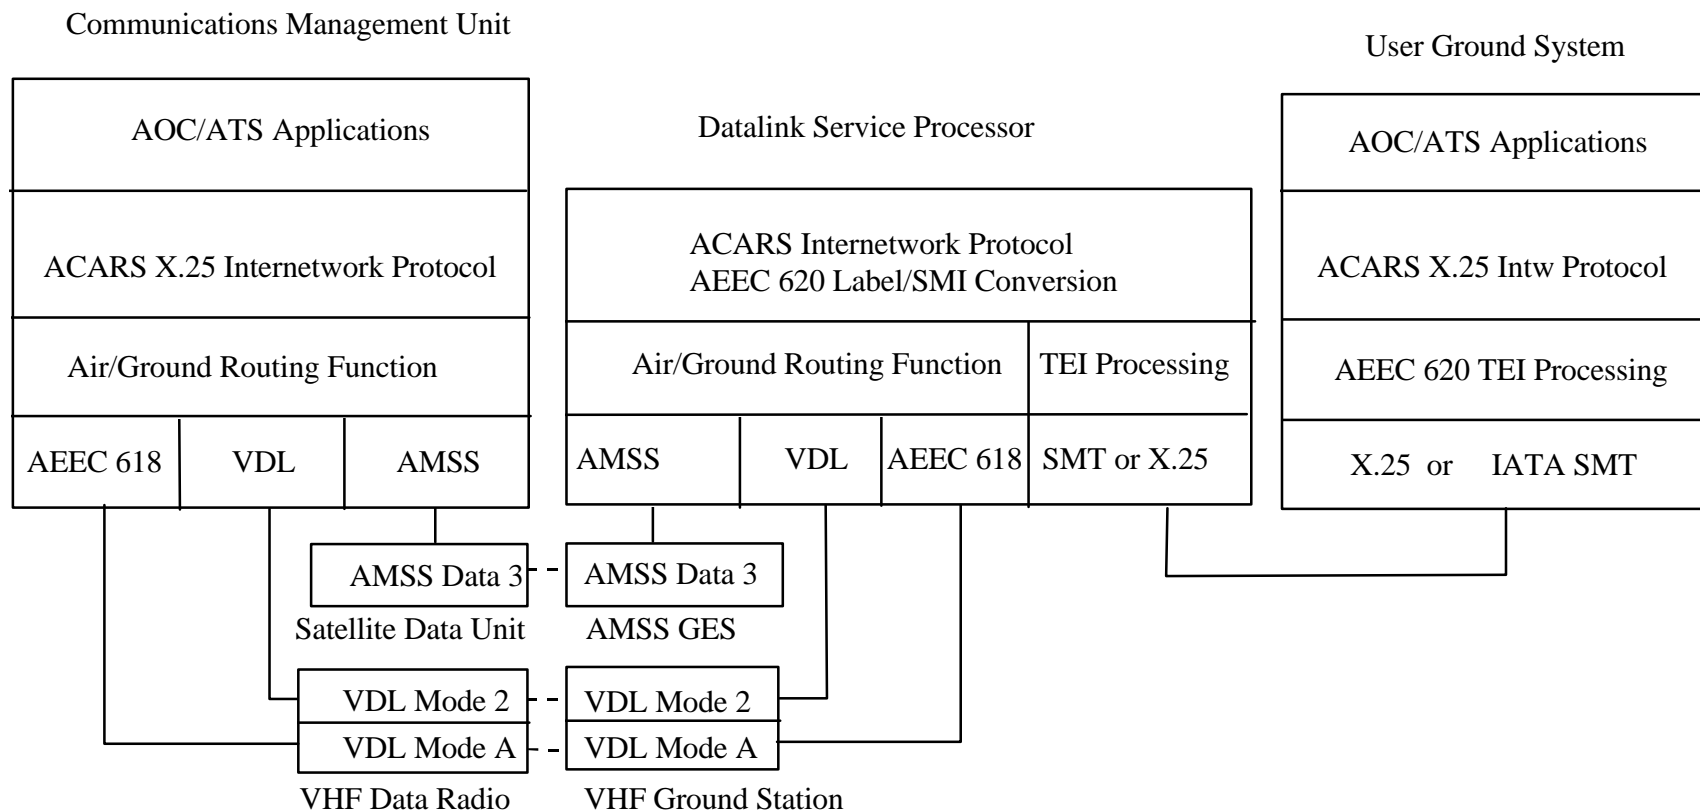 Communications Management Unit
AOC/ATS Applications
ACARS X.25 Internetwork Protocol
Air/Ground Routing Function
AEEC 618
VDL
AMSS
Datalink Service Processor
ACARS Internetwork Protocol
AEEC 620 Label/SMI Conversion
Air/Ground Routing Function
TEI Processing
AMSS
VDL
AEEC 618
SMT or X.25
User Ground System
AOC/ATS Applications
ACARS X.25 Intw Protocol
AEEC 620 TEI Processing
X.25 or IATA SMT
AMSS Data 3
Satellite Data Unit
AMSS Data 3
AMSS GES
VDL Mode 2
VDL Mode A
VHF Data Radio
VDL Mode 2
VDL Mode A
VHF Ground Station